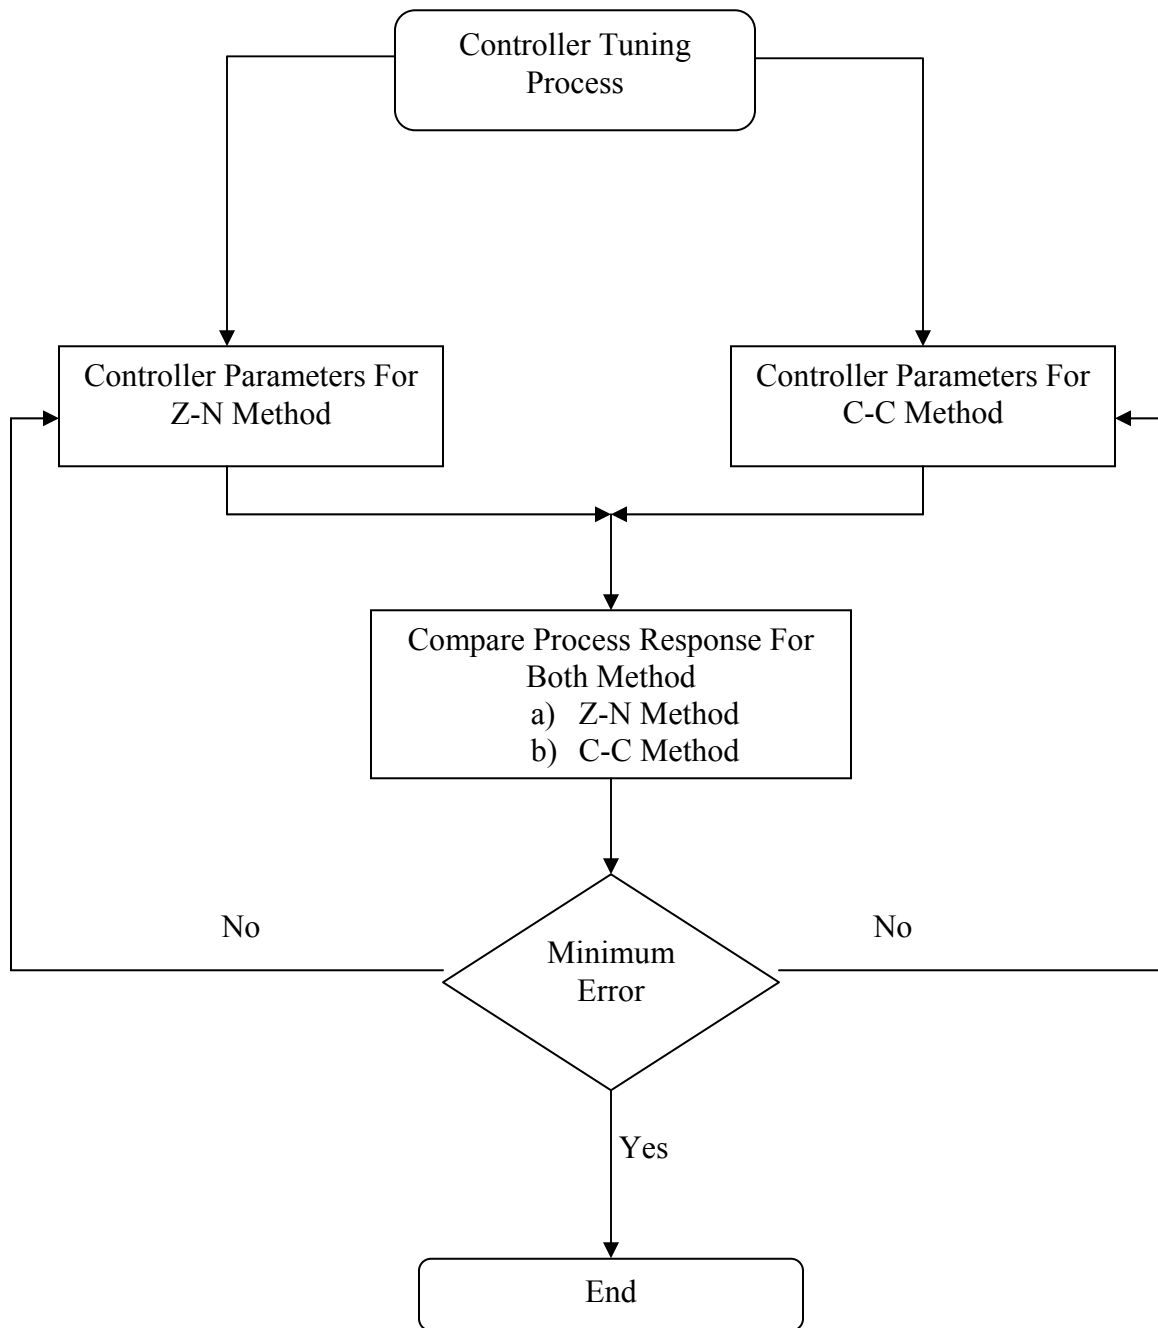 Controller Tuning
Process
Controller Parameters For
Z-N Method
Controller Parameters For
C-C Method
Compare Process Response For
Both Method
a) Z-N Method
b) C-C Method
No
No
Minimum
Error
Yes
End